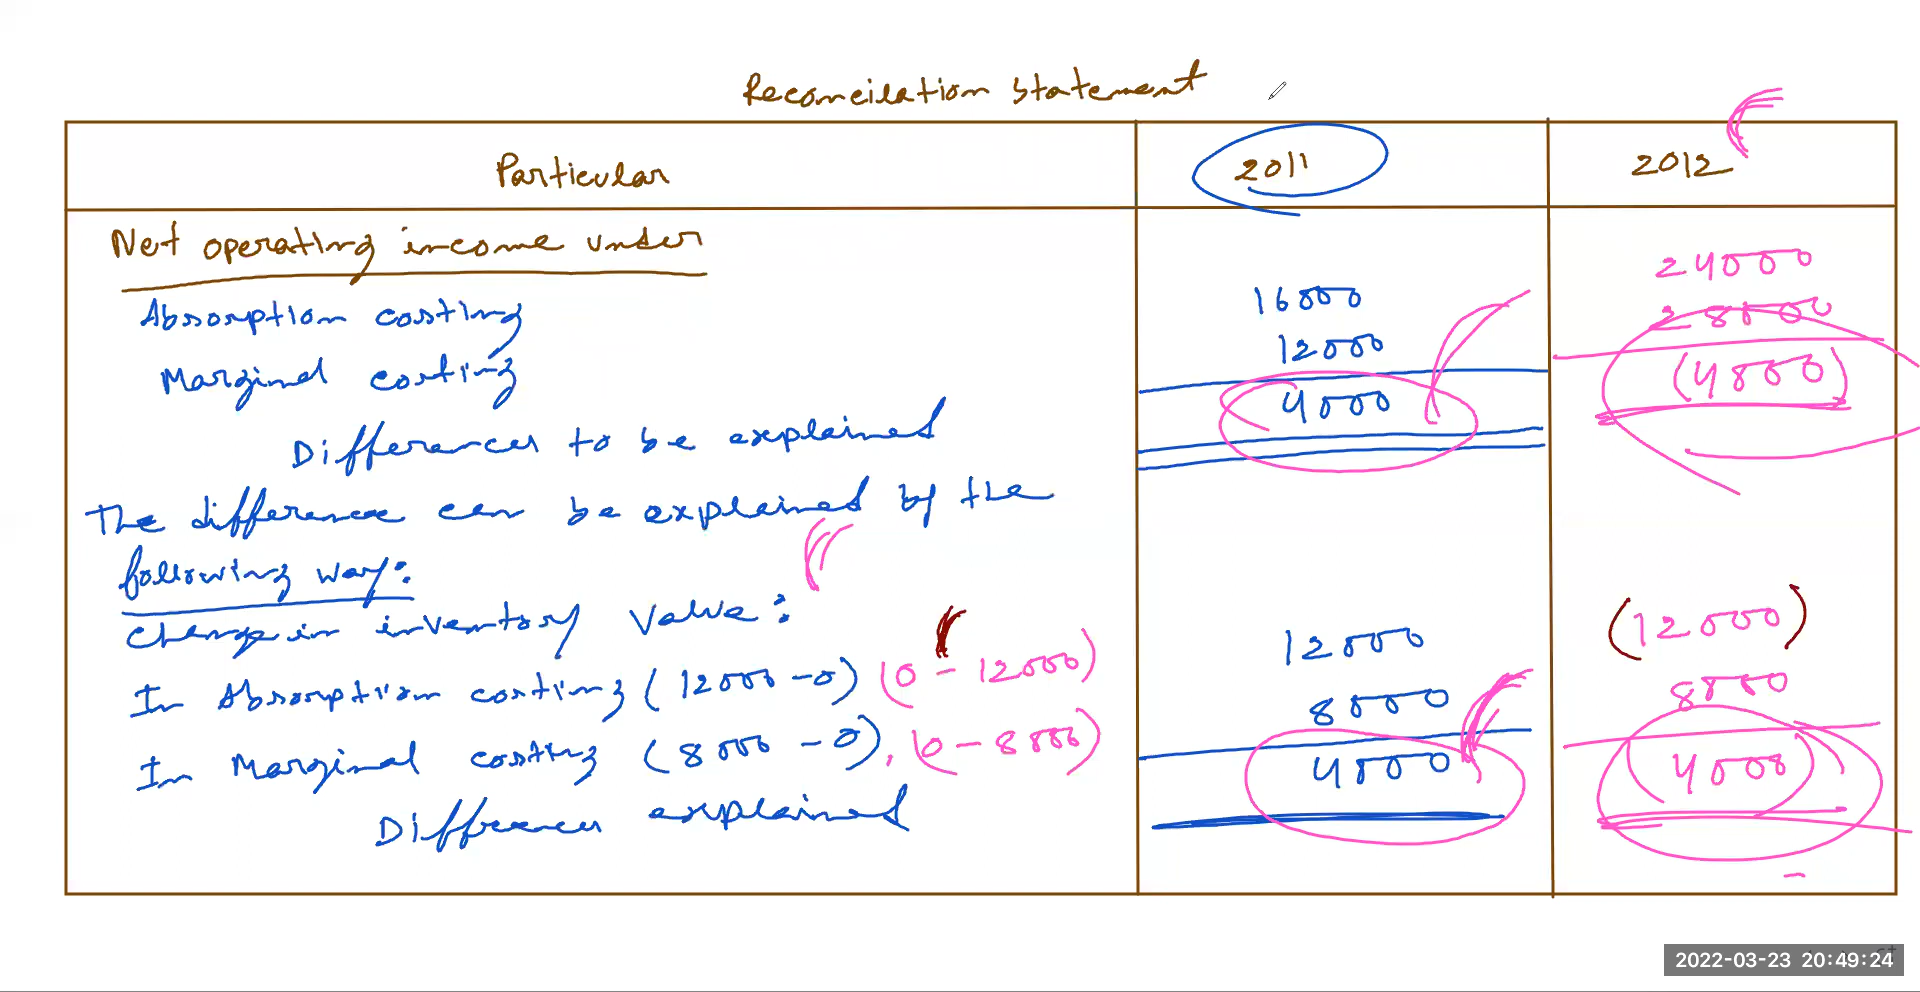 Reconcilation Statement
Particular 2011 2012
Net operating income under
Absorption costing 16000 24000
Marginal costing 12000 28000
Differences to be explained 4000 (4000)
The difference can be explained by the
following way:
Change in inventory value:
In Absorption costing (12000 - 0) (0 - 12000) 12000 (12000)
In Marginal costing (8000 - 0), (0 - 8000) 8000 8000
Differences explained 4000 (4000)
2022-03-23 20:49:24